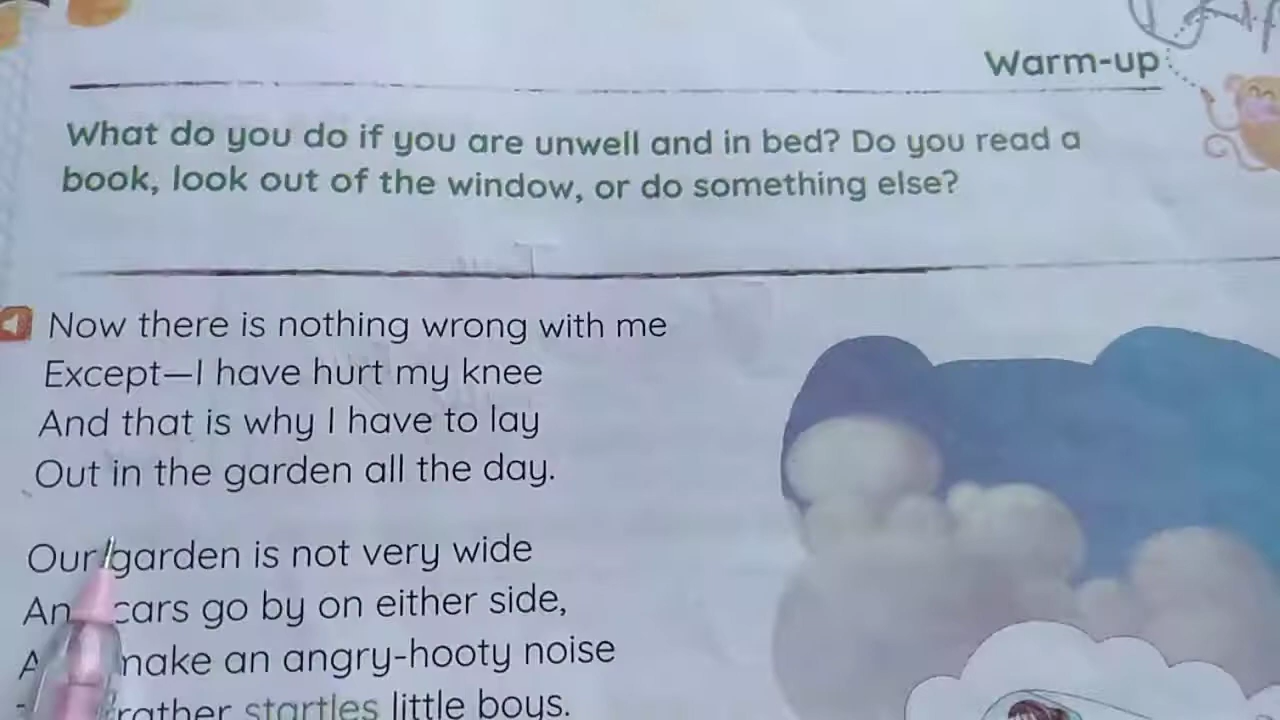 Warm-up
What do you do if you are unwell and in bed? Do you read a
book, look out of the window, or do something else?
Now there is nothing wrong with me
Except—I have hurt my knee
And that is why I have to lay
Out in the garden all the day.
Our garden is not very wide
cars go by on either side,
make an angry-hooty noise
rather startles little boys.